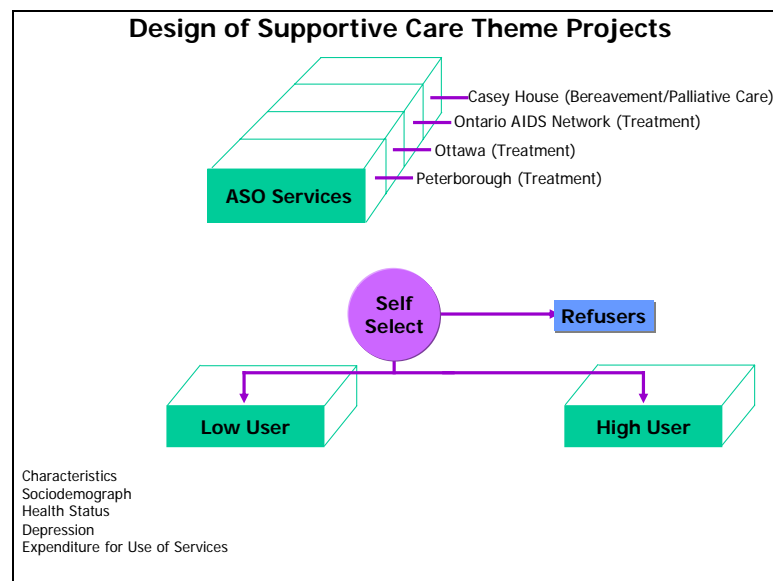 Design of Supportive Care Theme Projects
Casey House (Bereavement/Palliative Care)
Ontario AIDS Network (Treatment)
Ottawa (Treatment)
Peterborough (Treatment)
ASO Services
Self
Select
Refusers
Low User
High User
Characteristics
Sociodemograph
Health Status
Depression
Expenditure for Use of Services